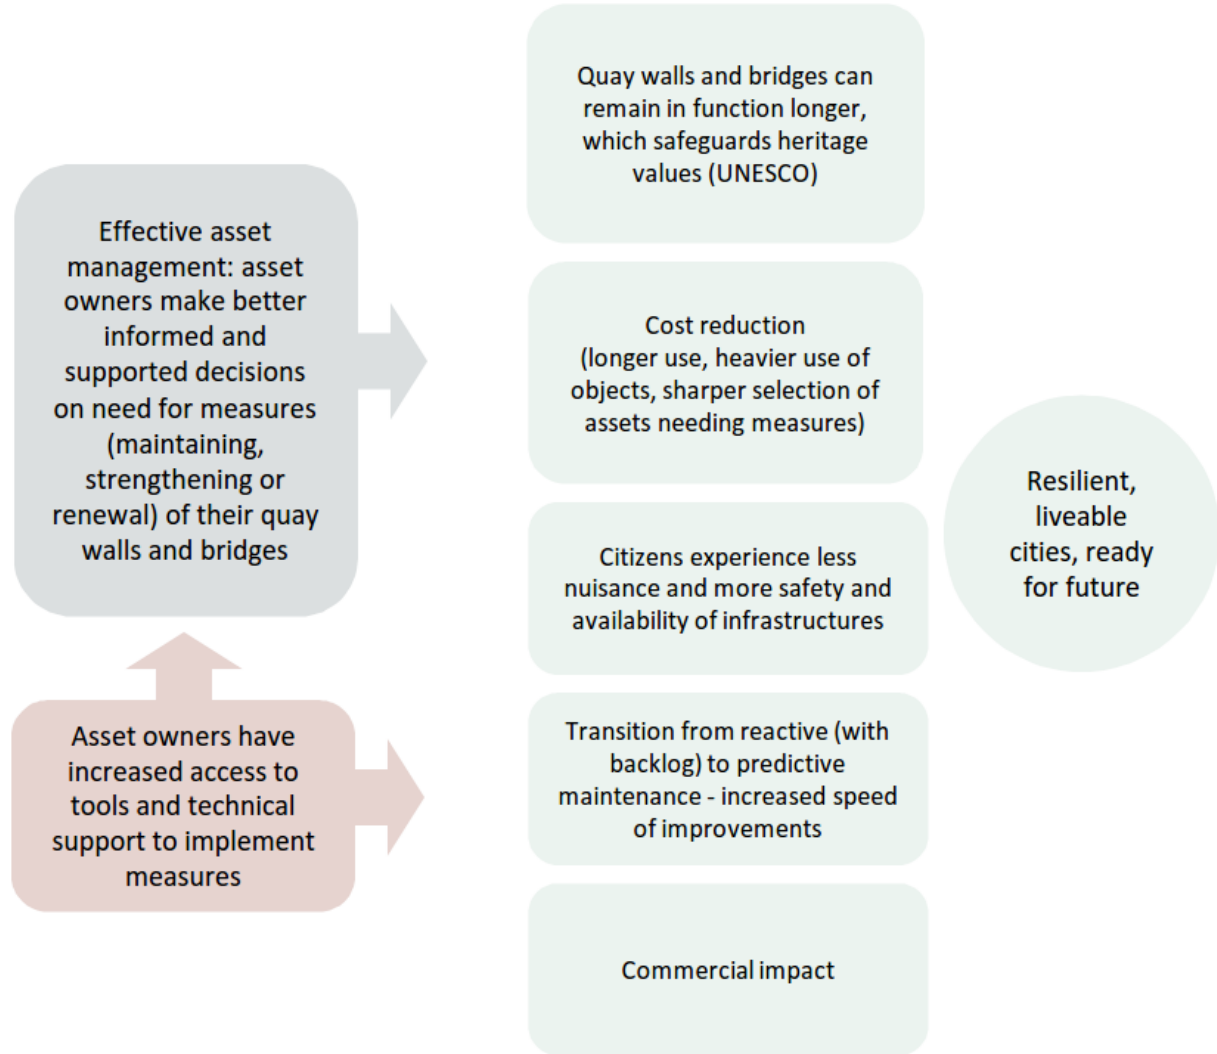 Effective asset
management: asset
owners make better
informed and
supported decisions
on need for measures
(maintaining,
strengthening or
renewal) of their quay
walls and bridges
Asset owners have
increased access to
tools and technical
support to implement
measures
Quay walls and bridges can
remain in function longer,
which safeguards heritage
values (UNESCO)
Cost reduction
(longer use, heavier use of
objects, sharper selection of
assets needing measures)
Citizens experience less
nuisance and more safety and
availability of infrastructures
Transition from reactive (with
backlog) to predictive
maintenance - increased speed
of improvements
Commercial impact
Resilient,
liveable
cities, ready
for future